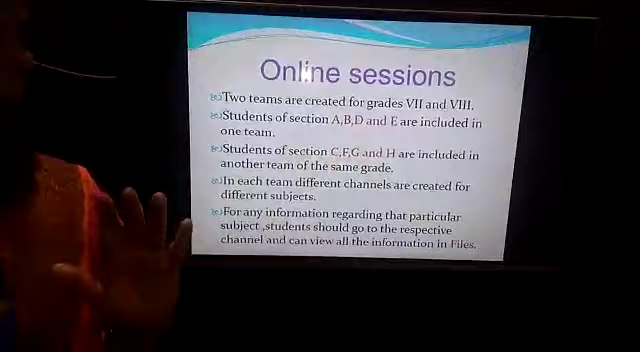 Online sessions
Two teams are created for grades VII and VIII.
Students of section A,B,D and E are included in
one team.
Students of section C,F,G and H are included in
another team of the same grade.
In each team different channels are created for
different subjects.
For any information regarding that particular
subject ,students should go to the respective
channel and can view all the information in Files.